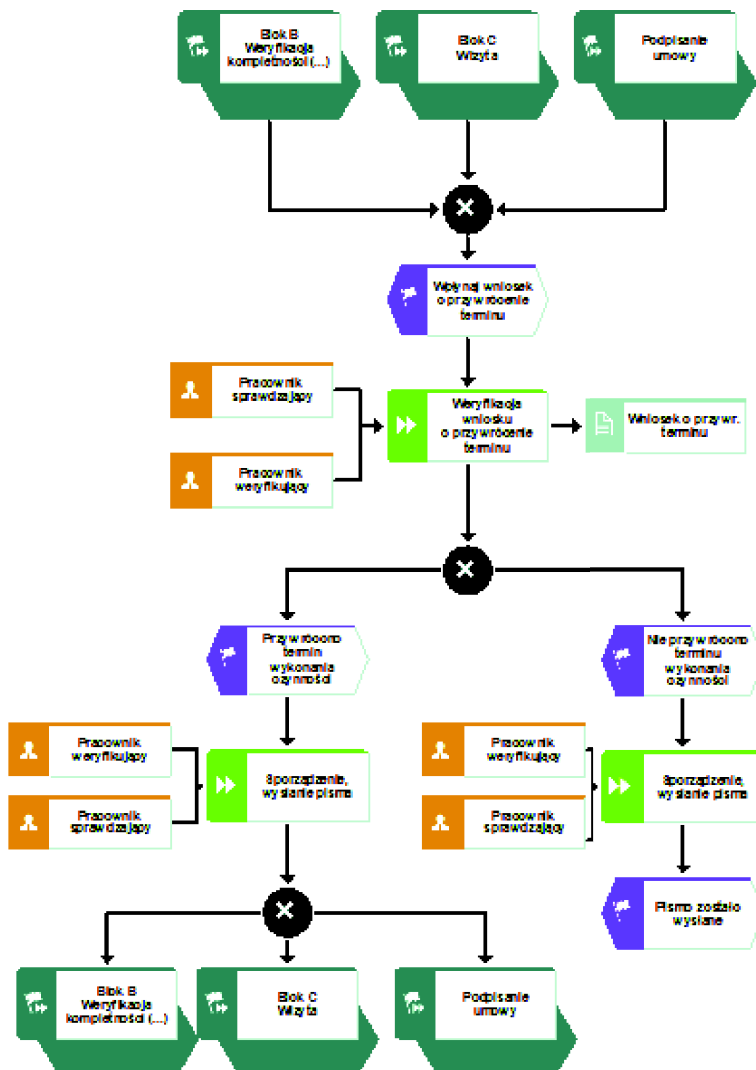 Blok B
Weryfikacja
kompletności (...)
Blok C
Wizyta
Podpisanie
umowy
Wpłynął wniosek
o przywrócenie
terminu
Pracownik
sprawdzający
Pracownik
weryfikujący
Weryfikacja
wniosku
o przywrócenie
terminu
Wniosek o przywr.
terminu
Przywrócono
termin
wykonania
czynności
Nie przywrócono
terminu
wykonania
czynności
Pracownik
weryfikujący
Pracownik
sprawdzający
Sporządzenie,
wysłanie pisma
Pracownik
weryfikujący
Pracownik
sprawdzający
Sporządzenie,
wysłanie pisma
Pismo zostało
wysłane
Blok B
Weryfikacja
kompletności (...)
Blok C
Wizyta
Podpisanie
umowy